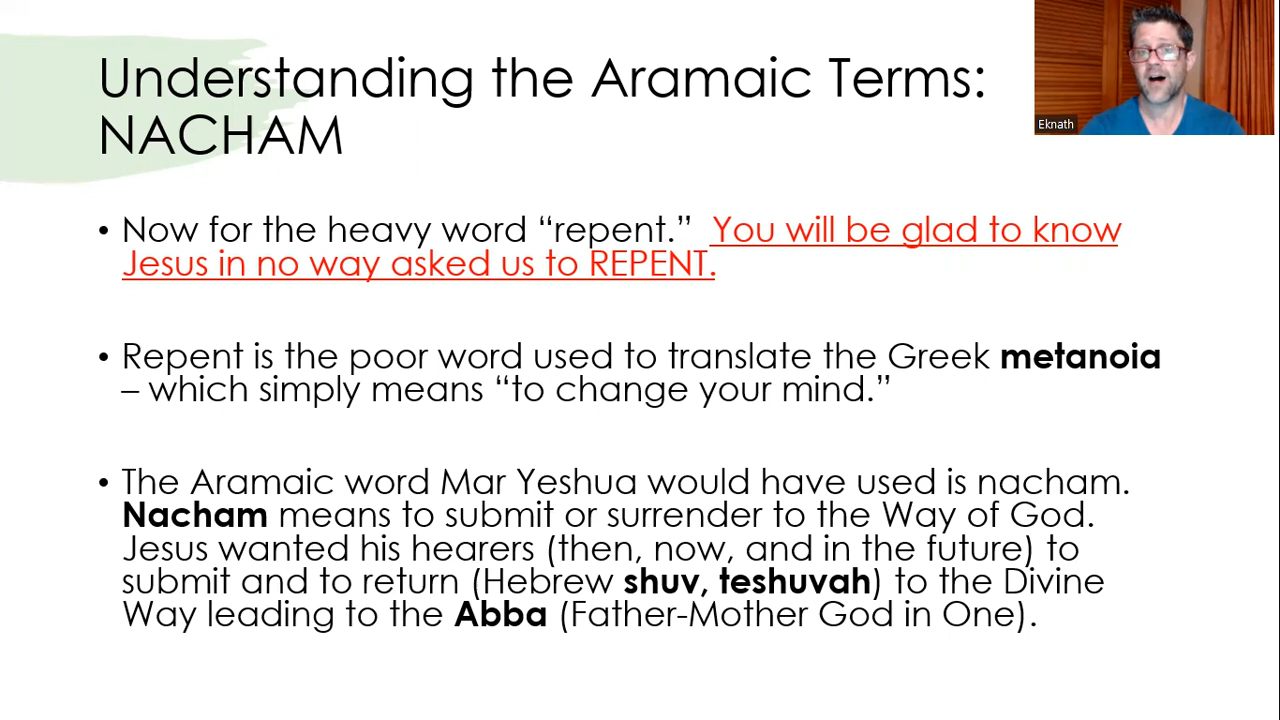 Understanding the Aramaic Terms:
NACHAM
Eknath
• Now for the heavy word “repent.” You will be glad to know
Jesus in no way asked us to REPENT.
• Repent is the poor word used to translate the Greek metanoia
– which simply means “to change your mind.”
• The Aramaic word Mar Yeshua would have used is nacham.
Nacham means to submit or surrender to the Way of God.
Jesus wanted his hearers (then, now, and in the future) to
submit and to return (Hebrew shuv, teshuvah) to the Divine
Way leading to the Abba (Father-Mother God in One).